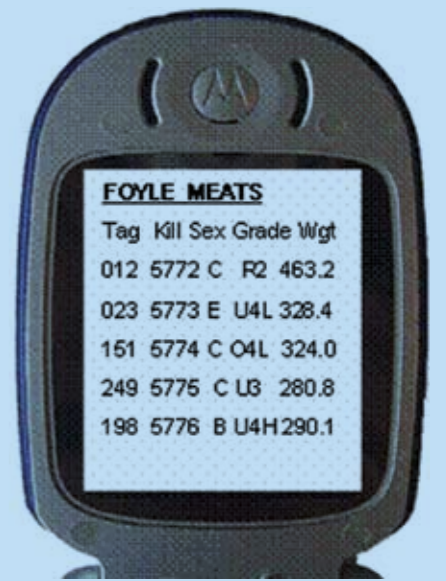 FOYLE MEATS
Tag Kill Sex Grade Wgt
012 5772 C R2 463.2
023 5773 E U4L 328.4
151 5774 C O4L 324.0
249 5775 C U3 280.8
198 5776 B U4H 290.1